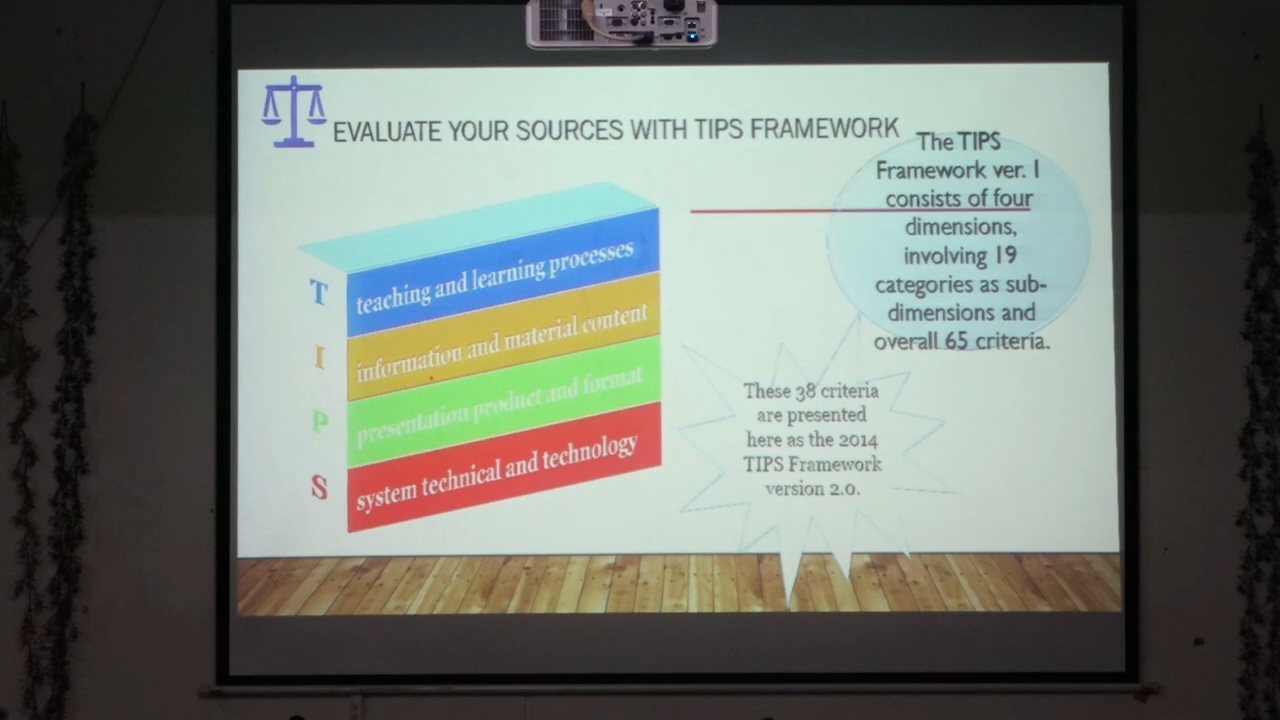 EVALUATE YOUR SOURCES WITH TIPS FRAMEWORK
The TIPS
Framework ver. 1
consists of four
dimensions,
involving 19
categories as sub-
dimensions and
overall 65 criteria.
T teaching and learning processes
I information and material content
P presentation product and format
S system technical and technology
These 38 criteria
are presented
here as the 2014
TIPS Framework
version 2.0.